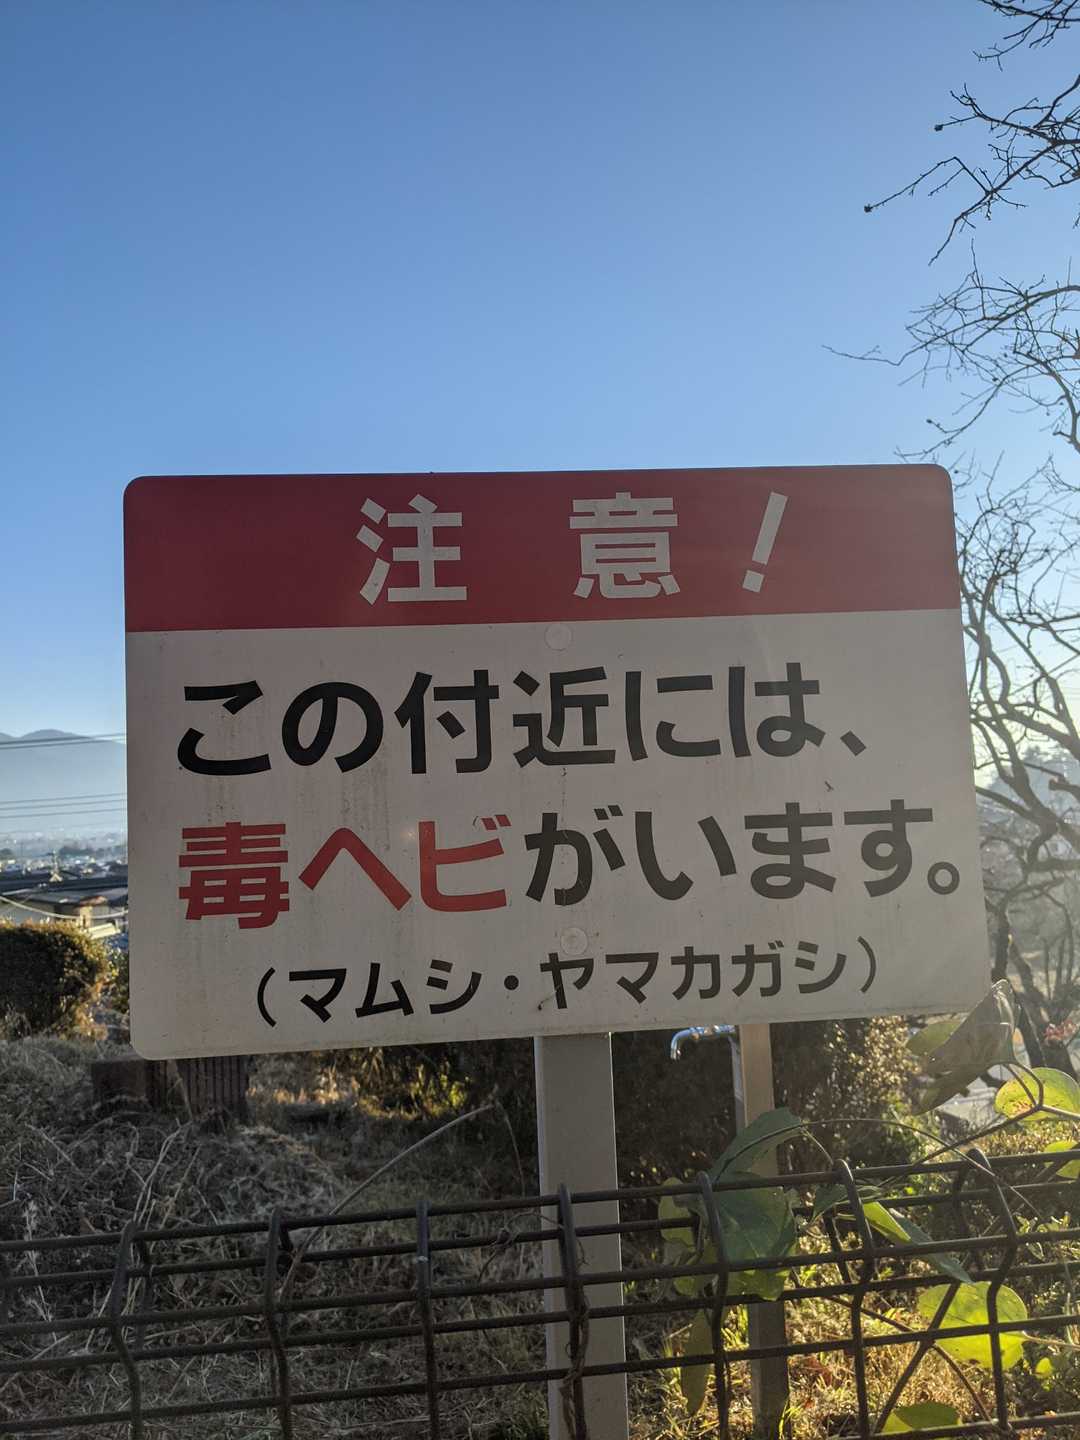 注意！
この付近には、
毒ヘビがいます。
（マムシ・ヤマカガシ）